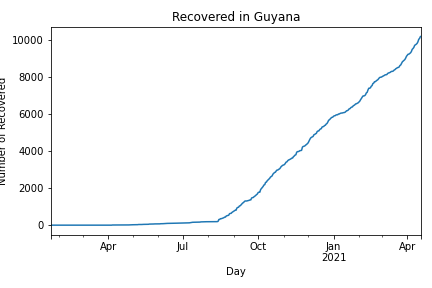 Recovered in Guyana
Number of Recovered
10000
8000
6000
4000
2000
0
Apr
Jul
Oct
Jan
2021
Apr
Day